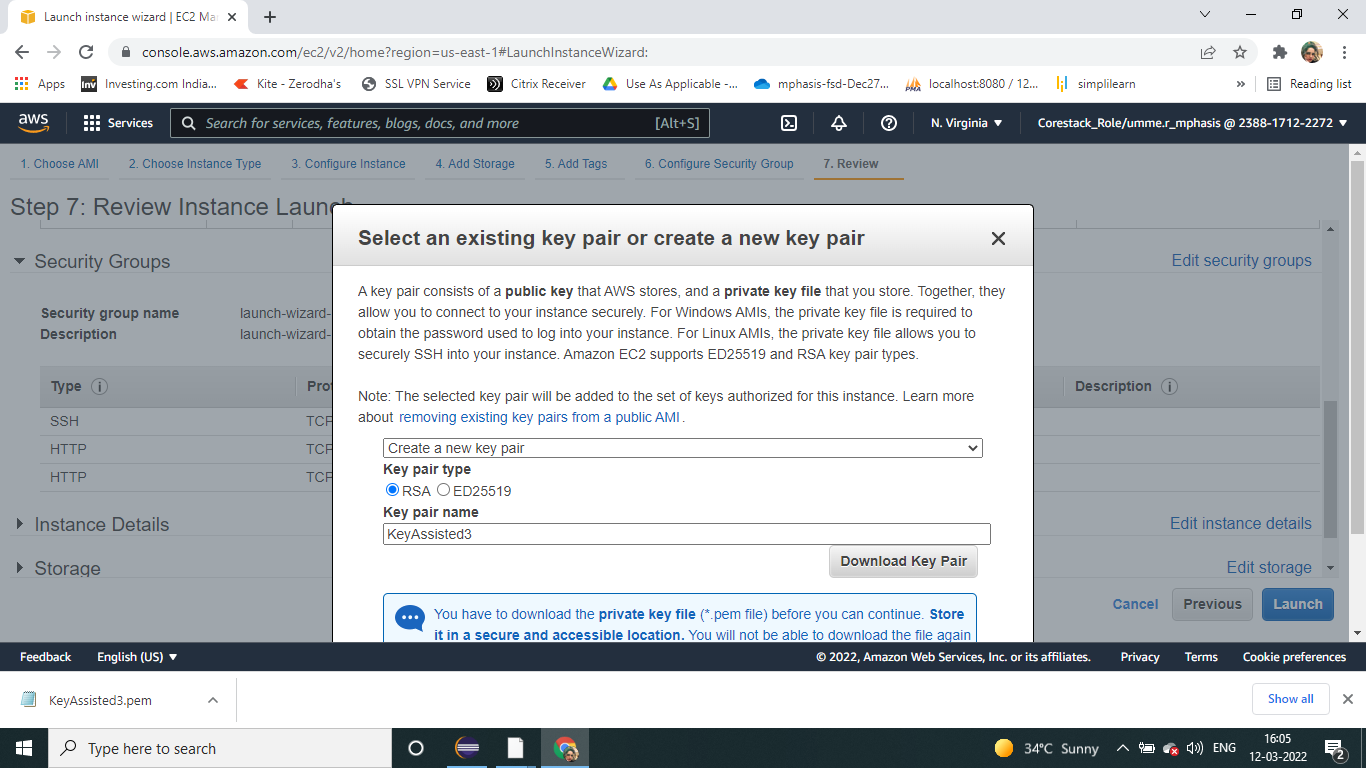 Launch instance wizard | EC2 Ma
console.aws.amazon.com/ec2/v2/home?region=us-east-1#LaunchInstanceWizard:
Apps
inv Investing.com India...
Kite - Zerodha's
SSL VPN Service
Citrix Receiver
Use As Applicable -...
mphasis-fsd-Dec27...
localhost:8080 / 12...
simplilearn
»
Reading list
aws
Services
Search for services, features, blogs, docs, and more [Alt+S]
N. Virginia
Corestack_Role/umme.r_mphasis @ 2388-1712-2272
1. Choose AMI
2. Choose Instance Type
3. Configure Instance
4. Add Storage
5. Add Tags
6. Configure Security Group
7. Review
Step 7: Review Instance Launch
Select an existing key pair or create a new key pair
A key pair consists of a public key that AWS stores, and a private key file that you store. Together, they
allow you to connect to your instance securely. For Windows AMIs, the private key file is required to
obtain the password used to log into your instance. For Linux AMIs, the private key file allows you to
securely SSH into your instance. Amazon EC2 supports ED25519 and RSA key pair types.
Note: The selected key pair will be added to the set of keys authorized for this instance. Learn more
about removing existing key pairs from a public AMI .
Create a new key pair
Key pair type
RSA ED25519
Key pair name
KeyAssisted3
Download Key Pair
You have to download the private key file (*.pem file) before you can continue. Store
it in a secure and accessible location. You will not be able to download the file again
Security Groups
Edit security groups
Security group name launch-wizard-
Description launch-wizard-
Type Pro Description
SSH TCP
HTTP TCP
HTTP TCP
Instance Details
Edit instance details
Storage
Edit storage
Cancel
Previous
Launch
Feedback
English (US)
© 2022, Amazon Web Services, Inc. or its affiliates.
Privacy
Terms
Cookie preferences
KeyAssisted3.pem
Show all
Type here to search
34°C Sunny
ENG
16:05
12-03-2022
2